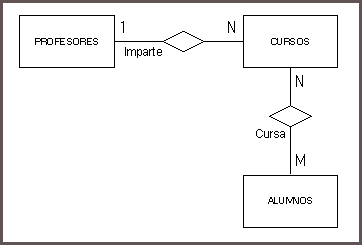 PROFESORES
1
N
CURSOS
Imparte
N
Cursa
M
ALUMNOS